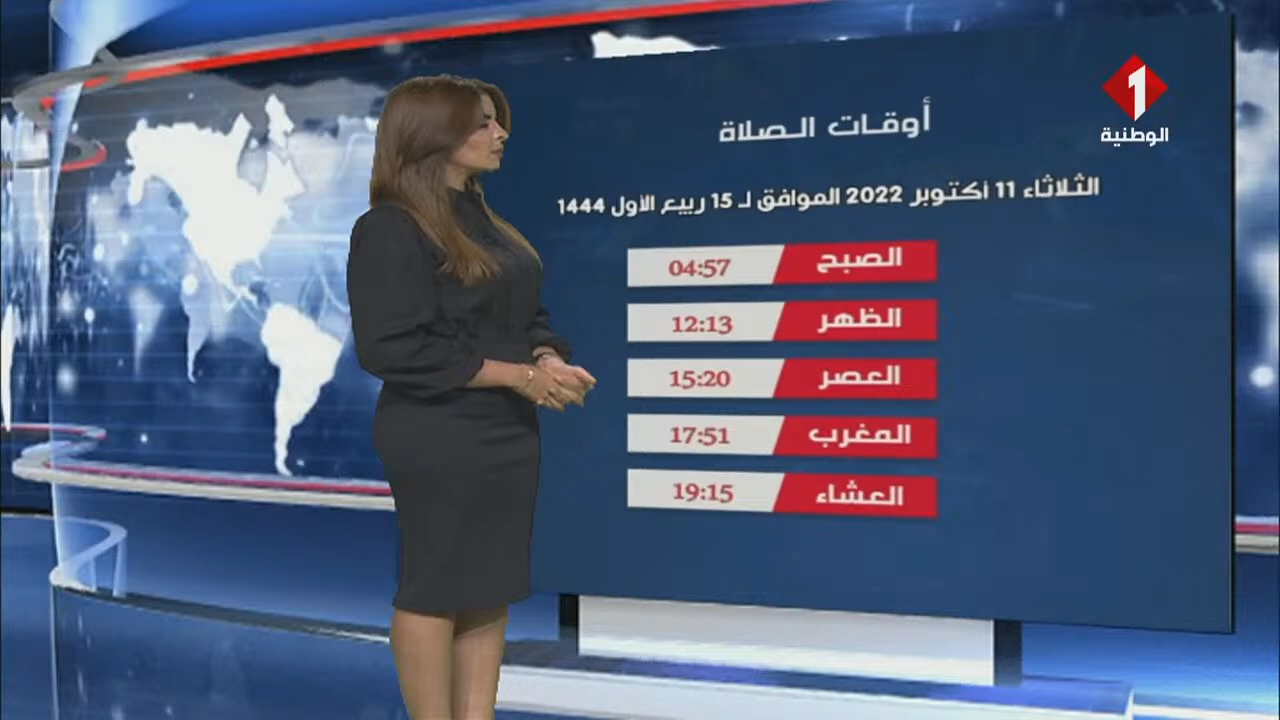 1
الوطنية
أوقات الصلاة
الثلاثاء 11 أكتوبر 2022 الموافق لـ 15 ربيع الأول 1444
الصبح 04:57
الظهر 12:13
العصر 15:20
المغرب 17:51
العشاء 19:15